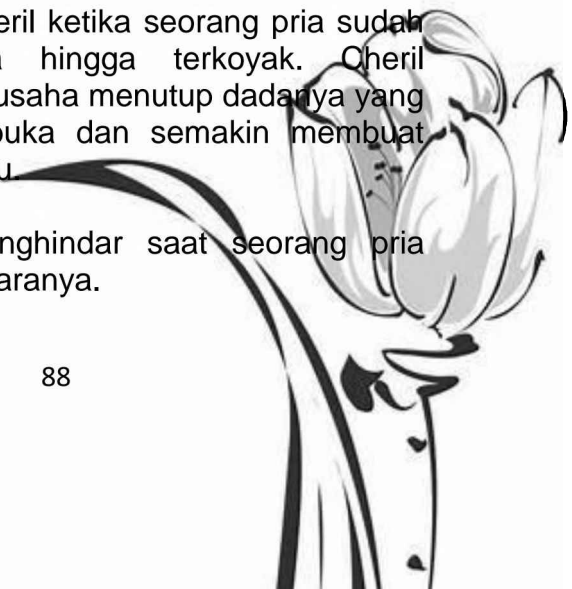 eril ketika seorang pria sudah
a hingga terkoyak. Cheril
usaha menutup dadanya yang
buka dan semakin membuat
u.
nghindar saat seorang pria
aranya.
88